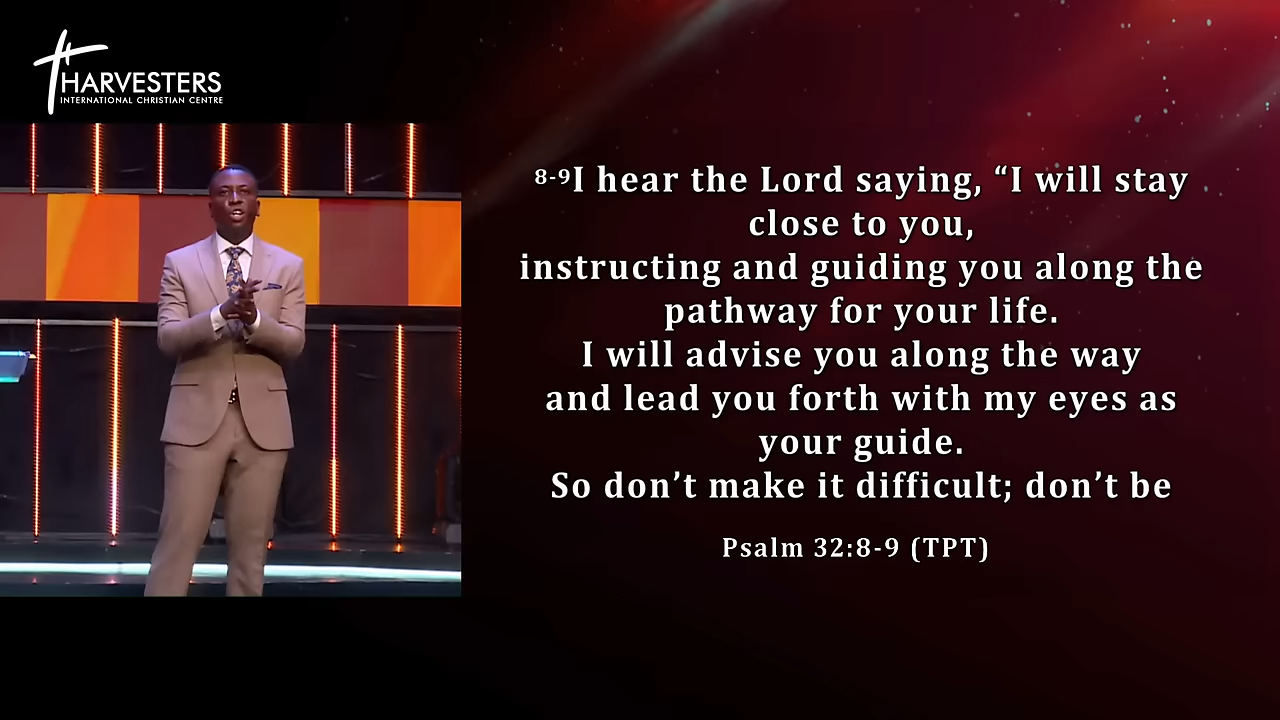 HARVESTERS
INTERNATIONAL CHRISTIAN CENTRE
8-9I hear the Lord saying, “I will stay
close to you,
instructing and guiding you along the
pathway for your life.
I will advise you along the way
and lead you forth with my eyes as
your guide.
So don’t make it difficult; don’t be
Psalm 32:8-9 (TPT)